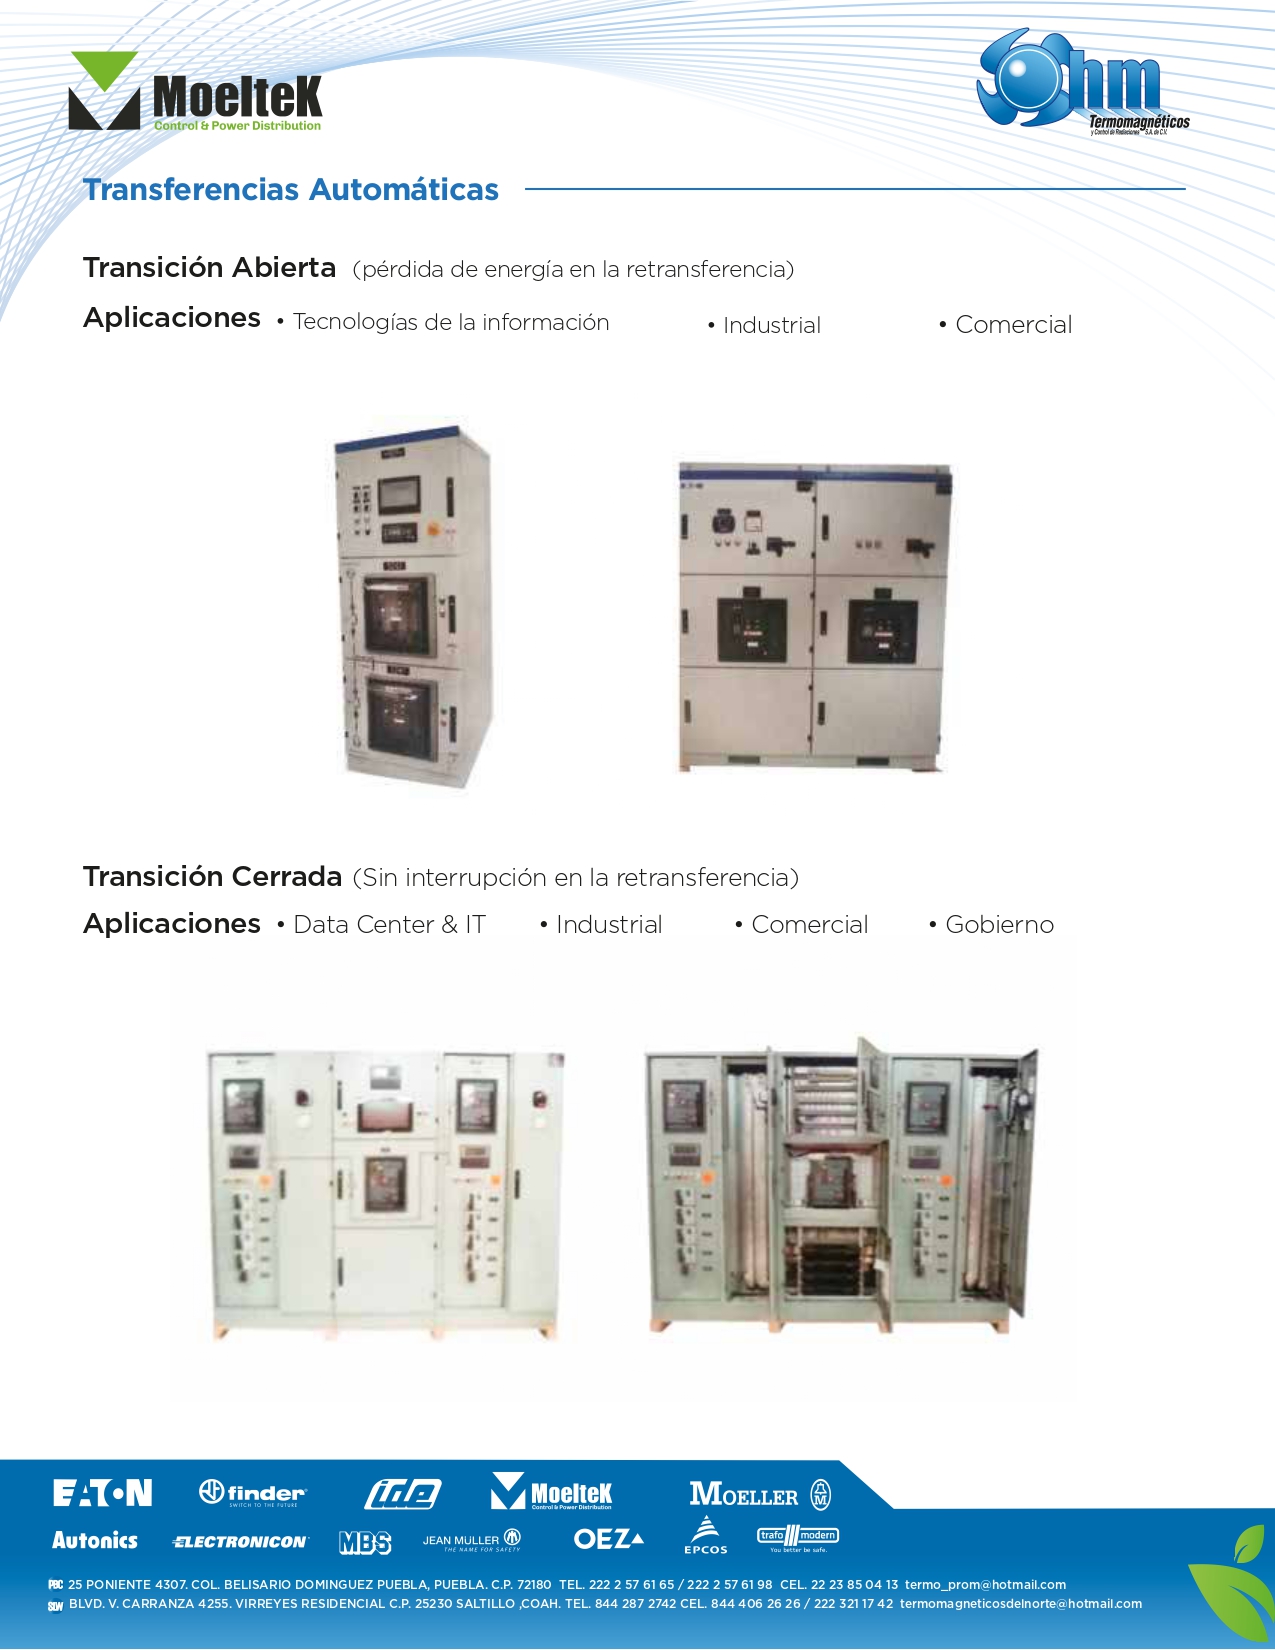 MoelteK
Control & Power Distribution
Ohm
Termomagnéticos
y Control de Radiaciones S.A. de C.V.
Transferencias Automáticas
Transición Abierta (pérdida de energía en la retransferencia)
Aplicaciones • Tecnologías de la información • Industrial • Comercial
Transición Cerrada (Sin interrupción en la retransferencia)
Aplicaciones • Data Center & IT • Industrial • Comercial • Gobierno
EATON finder ide MoelteK MOELLER
SWITCH TO THE FUTURE
Control & Power Distribution
Autonics ELECTRONICON MBS JEAN MULLER OEZ EPCOS trafo modern
THE NAME FOR SAFETY
You better be safe.
25 PONIENTE 4307. COL. BELISARIO DOMINGUEZ PUEBLA, PUEBLA. C.P. 72180 TEL. 222 2 57 61 65 / 222 2 57 61 98 CEL. 22 23 85 04 13 termo_prom@hotmail.com
BLVD. V. CARRANZA 4255. VIRREYES RESIDENCIAL C.P. 25230 SALTILLO ,COAH. TEL. 844 287 2742 CEL. 844 406 26 26 / 222 321 17 42 termomagneticosdelnorte@hotmail.com